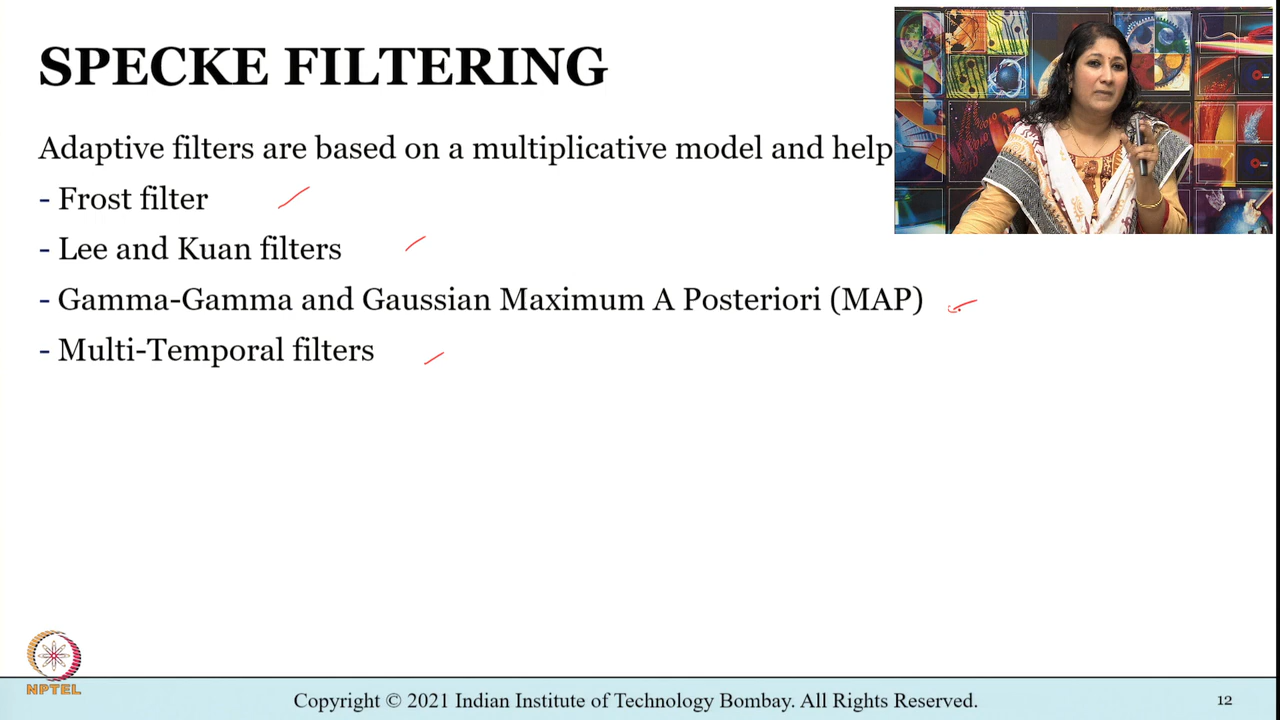 SPECKE FILTERING
Adaptive filters are based on a multiplicative model and help
- Frost filter
- Lee and Kuan filters
- Gamma-Gamma and Gaussian Maximum A Posteriori (MAP)
- Multi-Temporal filters
NPTEL
Copyright © 2021 Indian Institute of Technology Bombay. All Rights Reserved.
12